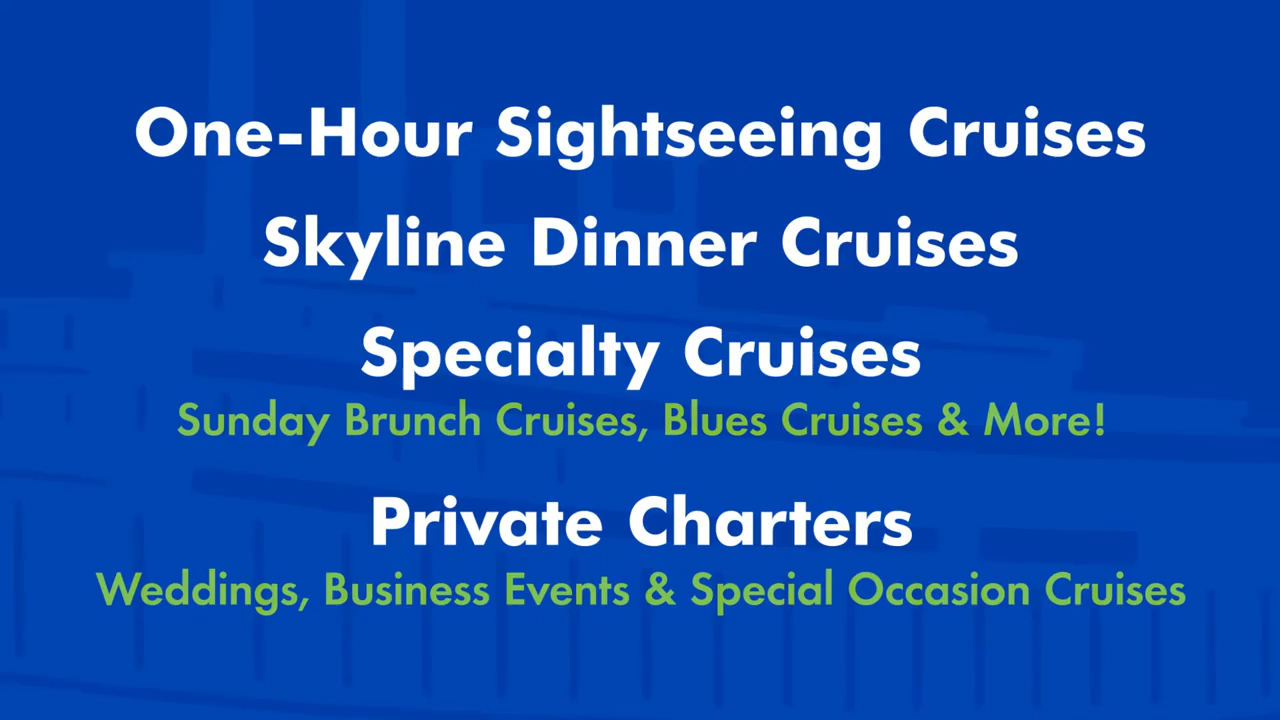 One-Hour Sightseeing Cruises
Skyline Dinner Cruises
Specialty Cruises
Sunday Brunch Cruises, Blues Cruises & More!
Private Charters
Weddings, Business Events & Special Occasion Cruises